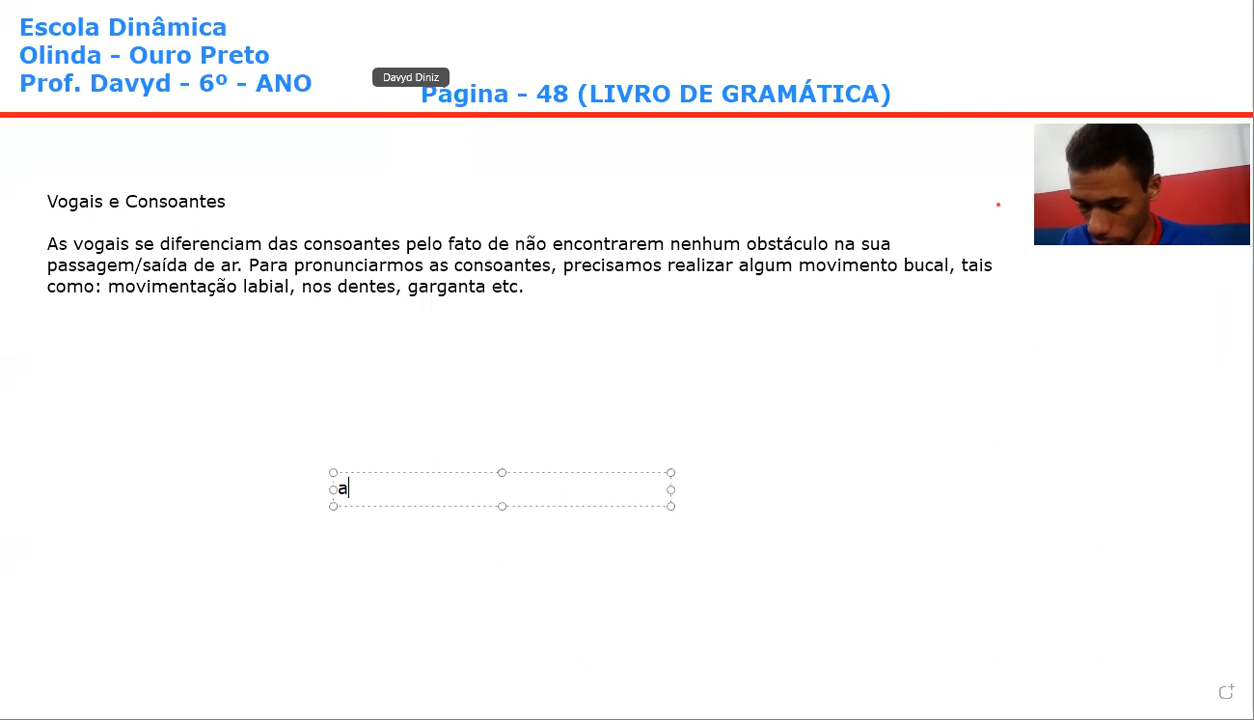 Escola Dinâmica
Olinda - Ouro Preto
Prof. Davyd - 6º - ANO
Davyd Diniz
Página - 48 (LIVRO DE GRAMÁTICA)
Vogais e Consoantes
As vogais se diferenciam das consoantes pelo fato de não encontrarem nenhum obstáculo na sua
passagem/saída de ar. Para pronunciarmos as consoantes, precisamos realizar algum movimento bucal, tais
como: movimentação labial, nos dentes, garganta etc.
a